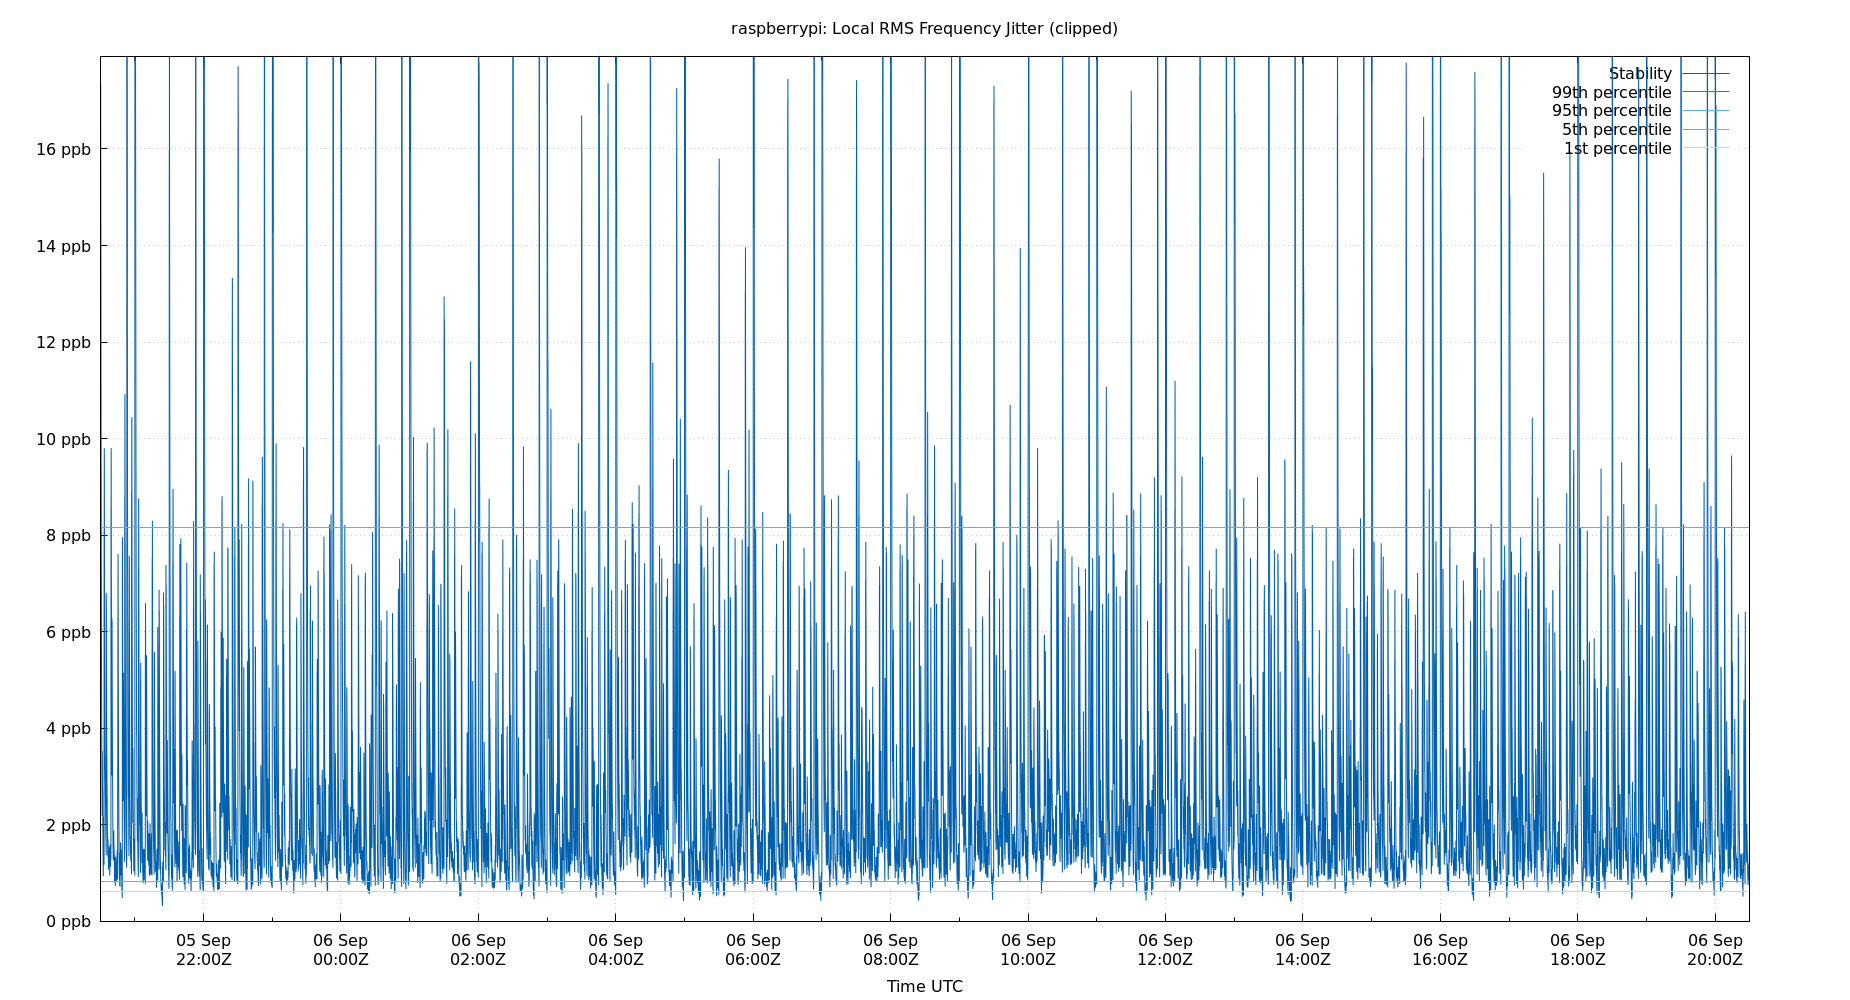 raspberrypi: Local RMS Frequency Jitter (clipped)
Stability
99th percentile
95th percentile
5th percentile
1st percentile
16 ppb
14 ppb
12 ppb
10 ppb
8 ppb
6 ppb
4 ppb
2 ppb
0 ppb
05 Sep 06 Sep 06 Sep 06 Sep 06 Sep 06 Sep 06 Sep 06 Sep 06 Sep 06 Sep 06 Sep 06 Sep
22:00Z 00:00Z 02:00Z 04:00Z 06:00Z 08:00Z 10:00Z 12:00Z 14:00Z 16:00Z 18:00Z 20:00Z
Time UTC